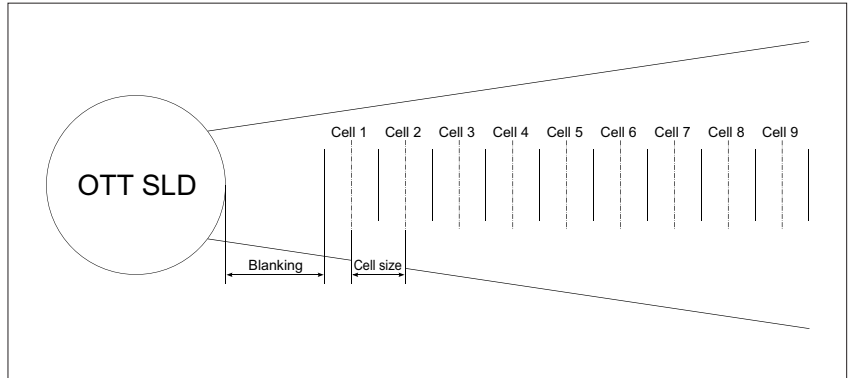 Cell 1 Cell 2 Cell 3 Cell 4 Cell 5 Cell 6 Cell 7 Cell 8 Cell 9
OTT SLD
Blanking Cell size